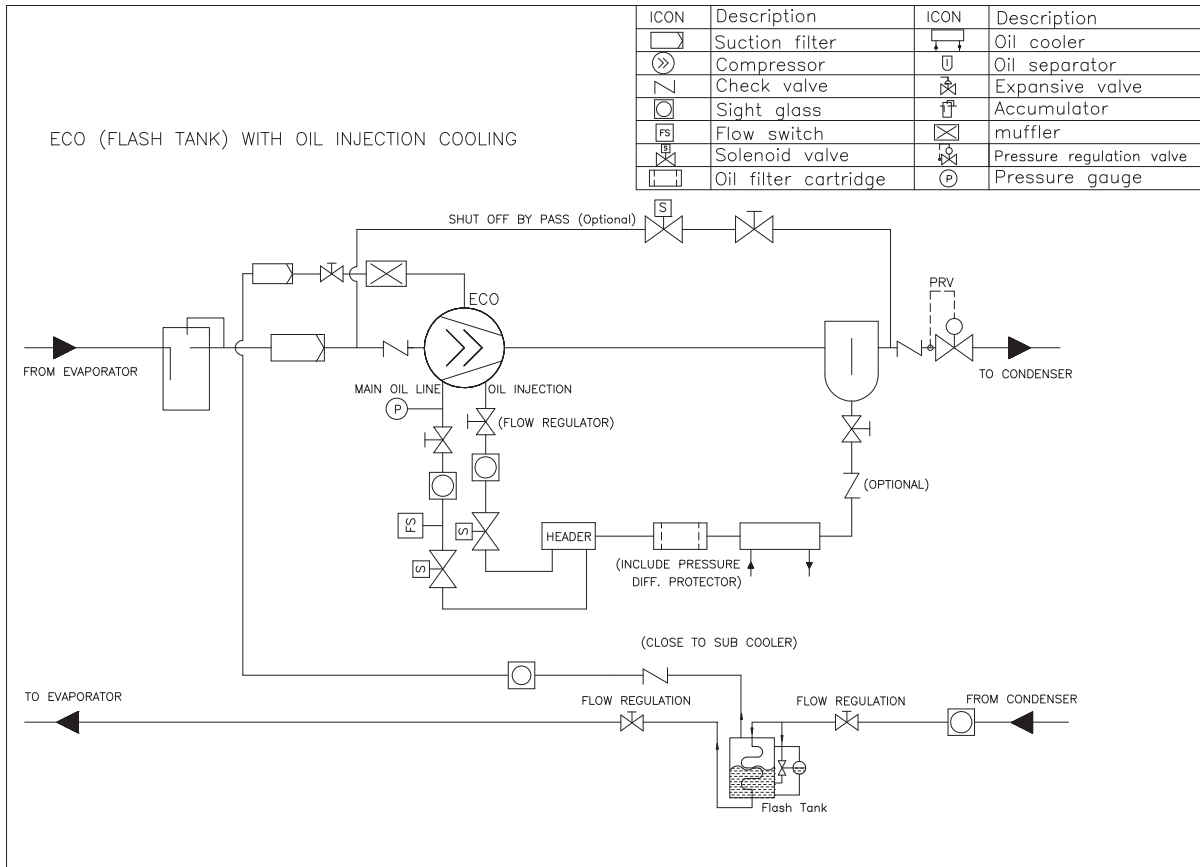 ICON Description ICON Description
Suction filter Oil cooler
Compressor Oil separator
Check valve Expansive valve
Sight glass Accumulator
FS Flow switch muffler
S Solenoid valve Pressure regulation valve
Oil filter cartridge P Pressure gauge
ECO (FLASH TANK) WITH OIL INJECTION COOLING
SHUT OFF BY PASS (Optional)
S
ECO
PRV
FROM EVAPORATOR
TO CONDENSER
MAIN OIL LINE
OIL INJECTION
P
(FLOW REGULATOR)
(OPTIONAL)
FS
S
HEADER
S
(INCLUDE PRESSURE
DIFF. PROTECTOR)
(CLOSE TO SUB COOLER)
TO EVAPORATOR
FLOW REGULATION
FLOW REGULATION
FROM CONDENSER
Flash Tank